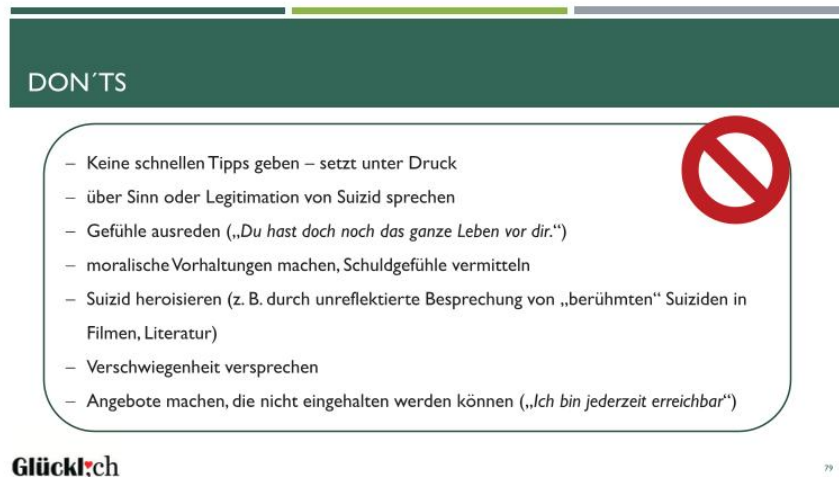 DON´TS
– Keine schnellen Tipps geben – setzt unter Druck
– über Sinn oder Legitimation von Suizid sprechen
– Gefühle ausreden („Du hast doch noch das ganze Leben vor dir.“)
– moralische Vorhaltungen machen, Schuldgefühle vermitteln
– Suizid heroisieren (z. B. durch unreflektierte Besprechung von „berühmten“ Suiziden in
Filmen, Literatur)
– Verschwiegenheit versprechen
– Angebote machen, die nicht eingehalten werden können („Ich bin jederzeit erreichbar“)
Glückl;ch
79